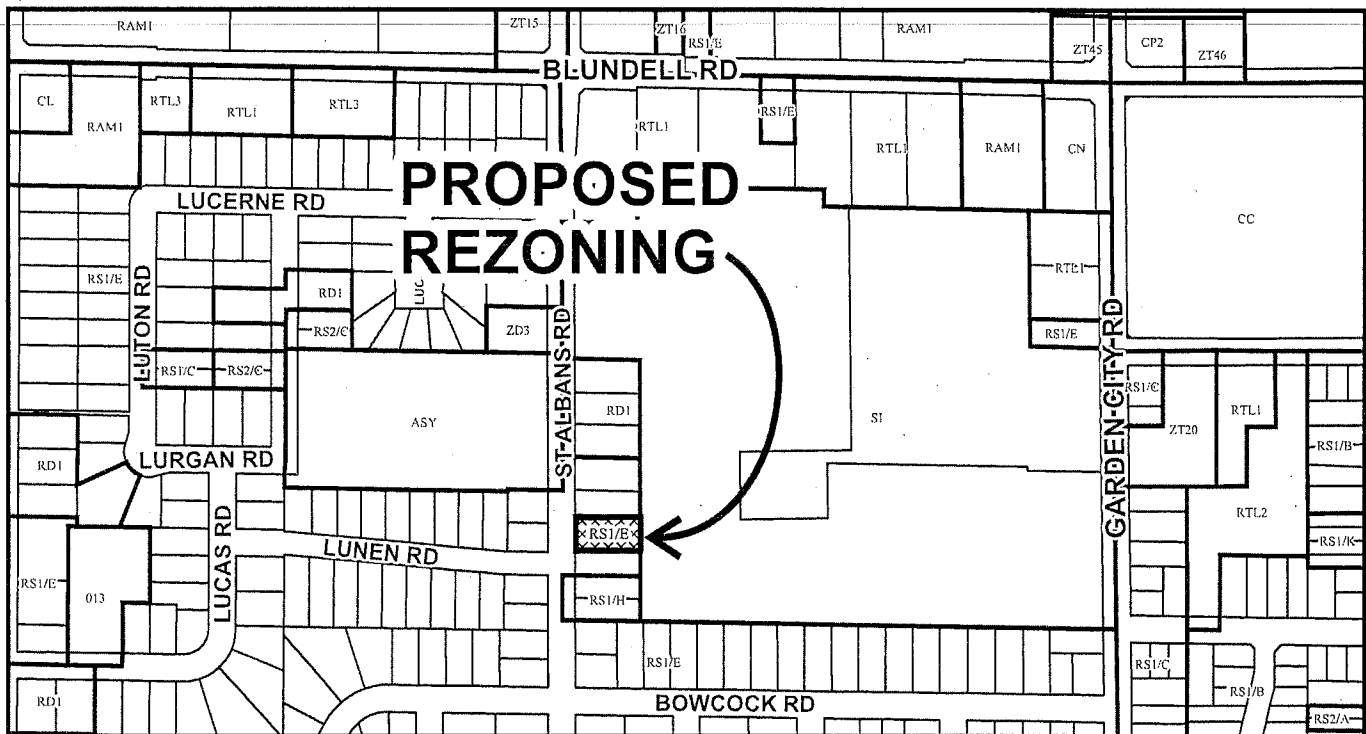 RAM1
ZT15
ZT16
RS1/E
RAM1
ZT45
CP2
ZT46
BLUNDELL RD
CL
RAM1
RTL3
RTL1
RTL3
RTL1
RS1/E
RTL1
RAM1
CN
CC
PROPOSED
REZONING
LUCERNE RD
LUC
RS1/E
LUTON RD
RD1
RS2/C
ZD3
RS1/C
RS2/C
ASY
ST ALBANS RD
RD1
SI
RTL1
RS1/E
GARDEN CITY RD
RS1/C
ZT20
RTL1
RS1/B
RTL2
RS1/K
RD1
LURGAN RD
LUCAS RD
LUNEN RD
RS1/E
RS1/H
RS1/E
013
RD1
RS1/E
BOWCOCK RD
RS1/C
RS1/B
RS2/A